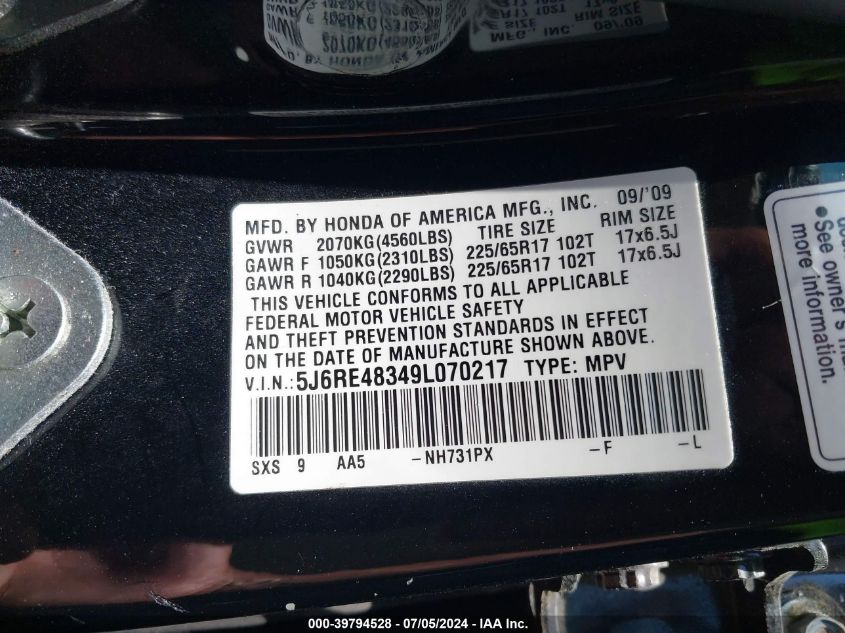 MFD. BY HONDA OF AMERICA MFG., INC. 09/'09
GVWR 2070KG(4560LBS) TIRE SIZE RIM SIZE
GAWR F 1050KG(2310LBS) 225/65R17 102T 17x6.5J
GAWR R 1040KG(2290LBS) 225/65R17 102T 17x6.5J
THIS VEHICLE CONFORMS TO ALL APPLICABLE
FEDERAL MOTOR VEHICLE SAFETY
AND THEFT PREVENTION STANDARDS IN EFFECT
ON THE DATE OF MANUFACTURE SHOWN ABOVE.
V.I.N.:5J6RE48349L070217 TYPE: MPV
SXS 9 AA5 -NH731PX -F -L
• See owner's
more information.
000-39794528 - 07/05/2024 - IAA Inc.